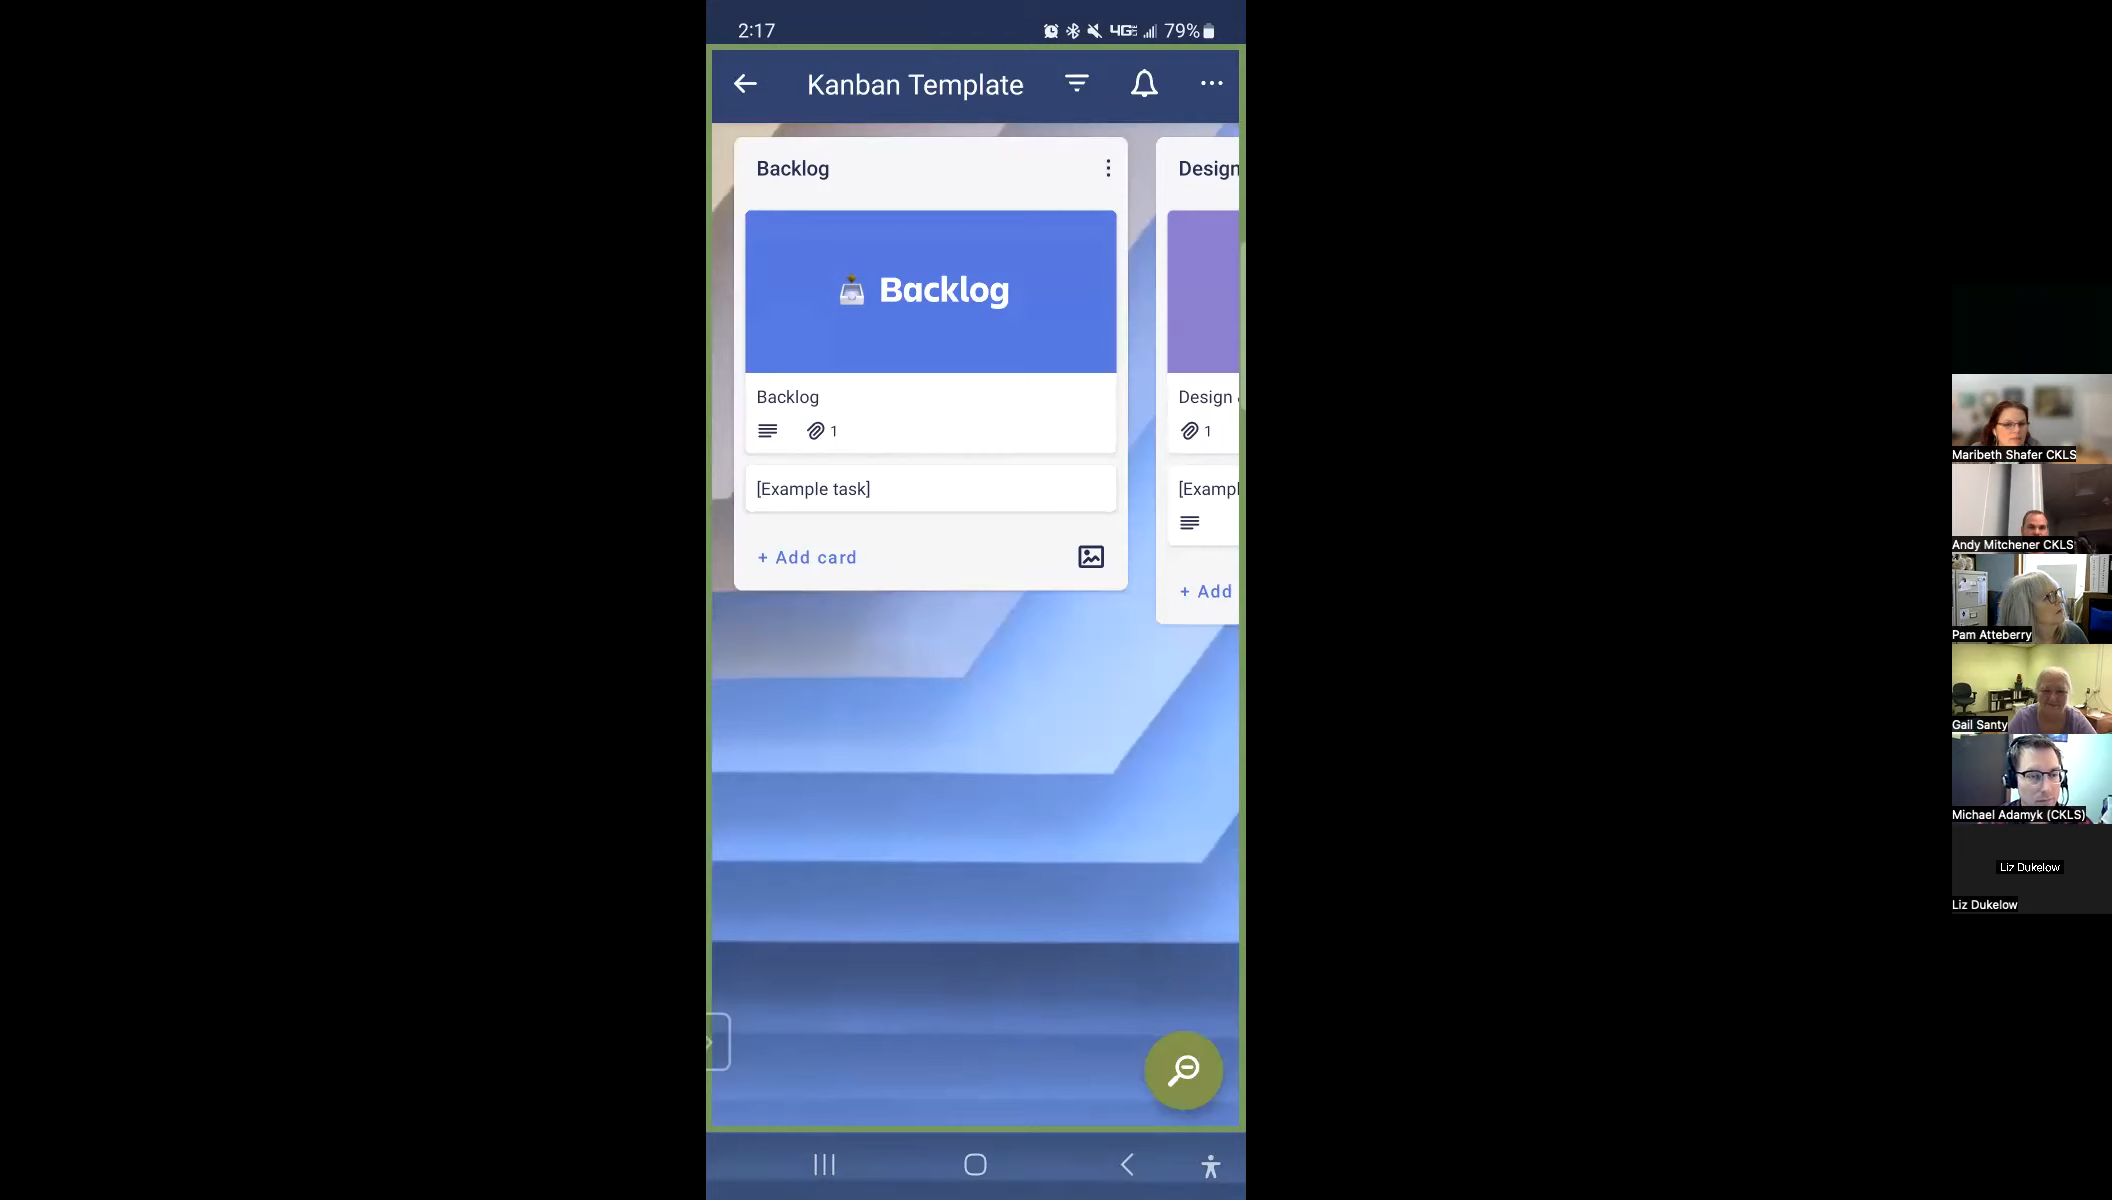 2:17
4G
79%
Kanban Template
Backlog
Backlog
Backlog
1
[Example task]
+ Add card
Design
Design
1
[Exampl
+ Add
Maribeth Shafer CKLS
Andy Mitchener CKLS
Pam Atteberry
Gail Santy
Michael Adamyk (CKLS)
Liz Dukelow
Liz Dukelow